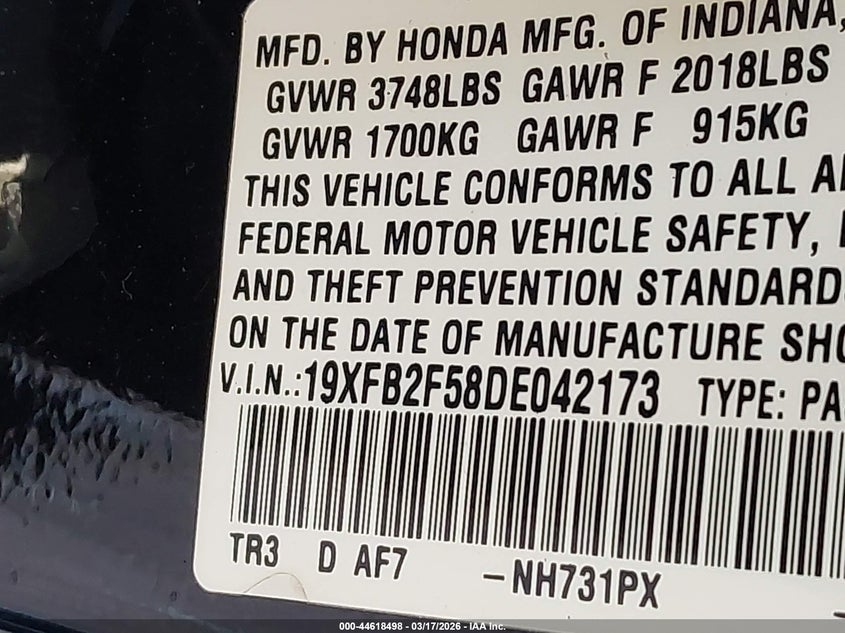 MFD. BY HONDA MFG. OF INDIANA,
GVWR 3748LBS GAWR F 2018LBS
GVWR 1700KG GAWR F 915KG
THIS VEHICLE CONFORMS TO ALL
FEDERAL MOTOR VEHICLE SAFETY,
AND THEFT PREVENTION STANDARD
ON THE DATE OF MANUFACTURE
V.I.N.:19XFB2F58DE042173 TYPE:
TR3 D AF7 -NH731PX
000-44618498 - 03/17/2026 - IAA Inc.